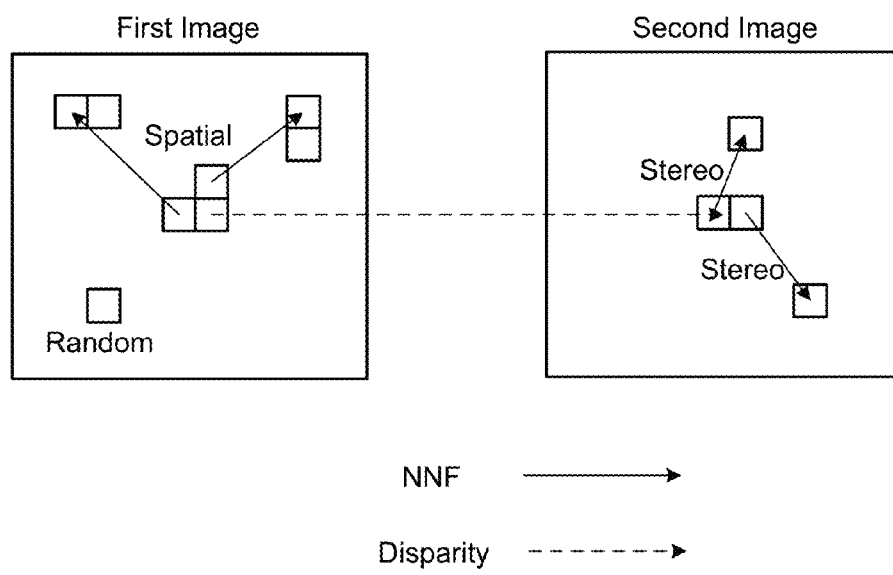 First Image
Second Image
Spatial
Stereo
Stereo
Random
NNF
Disparity